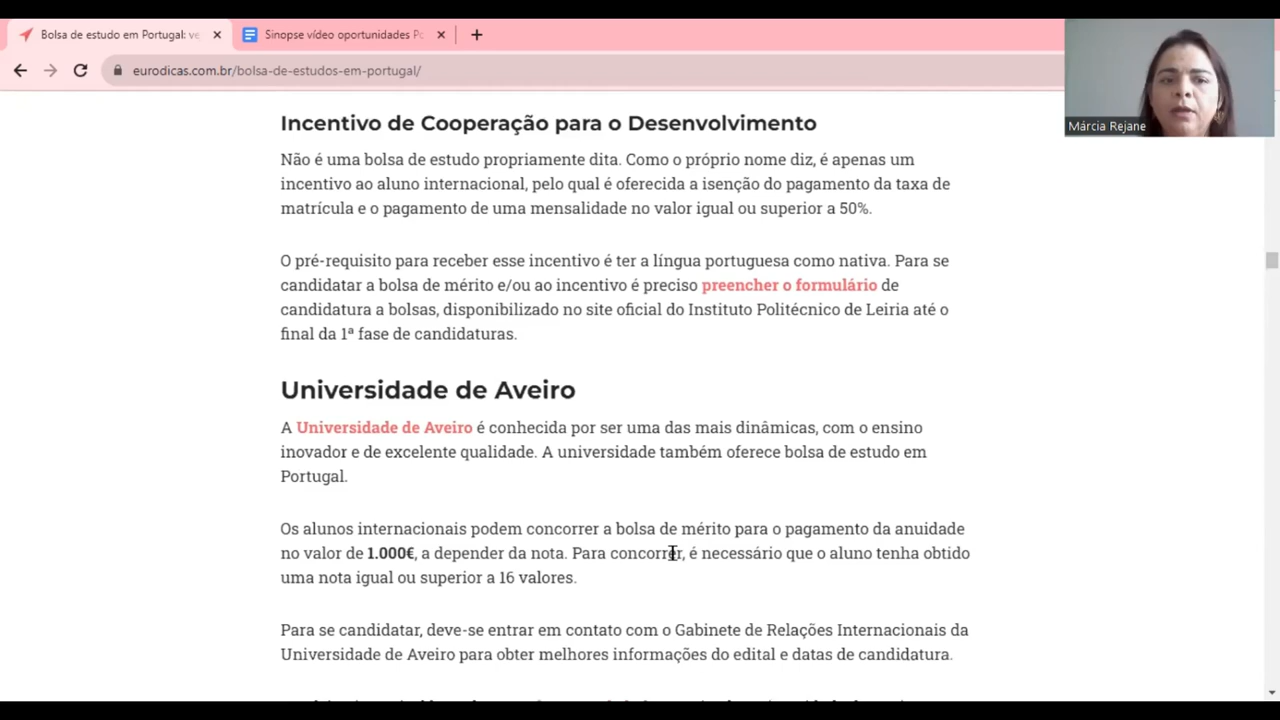 Bolsa de estudo em Portugal: ve
Sinopse vídeo oportunidades Po
eurodicas.com.br/bolsa-de-estudos-em-portugal/
Márcia Rejane
Incentivo de Cooperação para o Desenvolvimento
Não é uma bolsa de estudo propriamente dita. Como o próprio nome diz, é apenas um
incentivo ao aluno internacional, pelo qual é oferecida a isenção do pagamento da taxa de
matrícula e o pagamento de uma mensalidade no valor igual ou superior a 50%.
O pré-requisito para receber esse incentivo é ter a língua portuguesa como nativa. Para se
candidatar a bolsa de mérito e/ou ao incentivo é preciso preencher o formulário de
candidatura a bolsas, disponibilizado no site oficial do Instituto Politécnico de Leiria até o
final da 1ª fase de candidaturas.
Universidade de Aveiro
A Universidade de Aveiro é conhecida por ser uma das mais dinâmicas, com o ensino
inovador e de excelente qualidade. A universidade também oferece bolsa de estudo em
Portugal.
Os alunos internacionais podem concorrer a bolsa de mérito para o pagamento da anuidade
no valor de 1.000€, a depender da nota. Para concorrer, é necessário que o aluno tenha obtido
uma nota igual ou superior a 16 valores.
Para se candidatar, deve-se entrar em contato com o Gabinete de Relações Internacionais da
Universidade de Aveiro para obter melhores informações do edital e datas de candidatura.